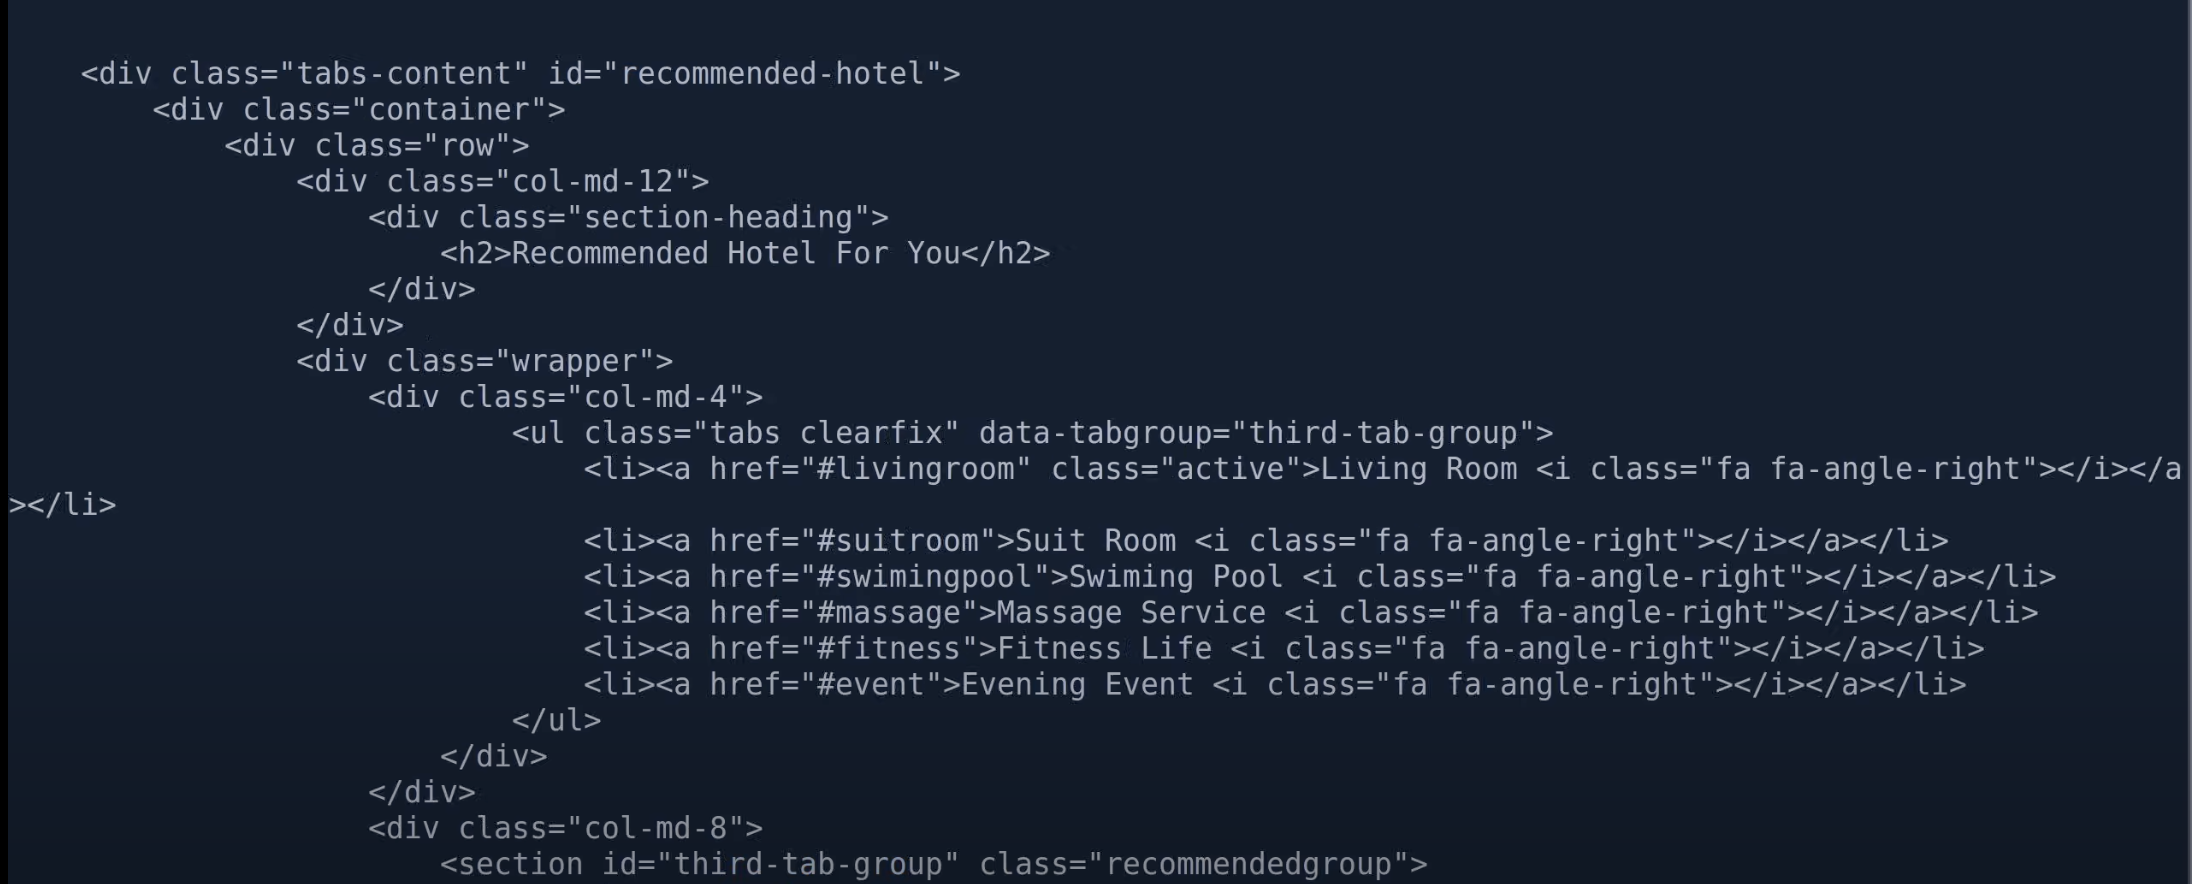 <div class="tabs-content" id="recommended-hotel">
<div class="container">
<div class="row">
<div class="col-md-12">
<div class="section-heading">
<h2>Recommended Hotel For You</h2>
</div>
</div>
<div class="wrapper">
<div class="col-md-4">
<ul class="tabs clearfix" data-tabgroup="third-tab-group">
<li><a href="#livingroom" class="active">Living Room <i class="fa fa-angle-right"></i></a
></li>
<li><a href="#suitroom">Suit Room <i class="fa fa-angle-right"></i></a></li>
<li><a href="#swimingpool">Swiming Pool <i class="fa fa-angle-right"></i></a></li>
<li><a href="#massage">Massage Service <i class="fa fa-angle-right"></i></a></li>
<li><a href="#fitness">Fitness Life <i class="fa fa-angle-right"></i></a></li>
<li><a href="#event">Evening Event <i class="fa fa-angle-right"></i></a></li>
</ul>
</div>
</div>
<div class="col-md-8">
<section id="third-tab-group" class="recommendedgroup">